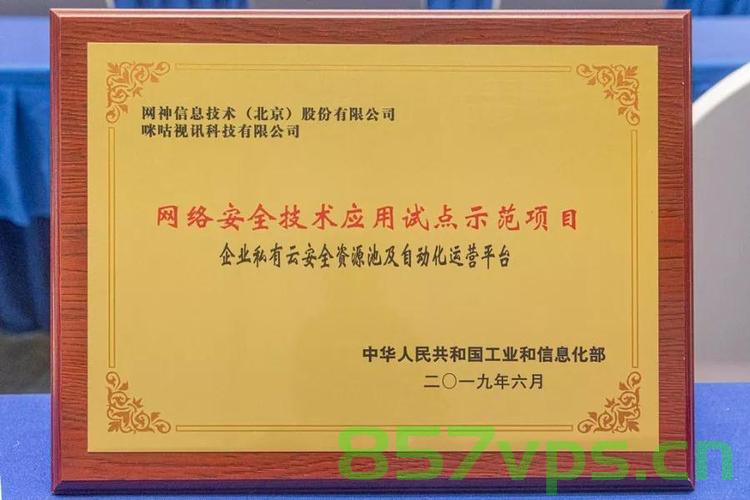 网神信息技术（北京）股份有限公司
咪咕视讯科技有限公司
网络安全技术应用试点示范项目
企业私有云安全资源池及自动化运营平台
中华人民共和国工业和信息化部
二〇一九年六月
857vps.cn